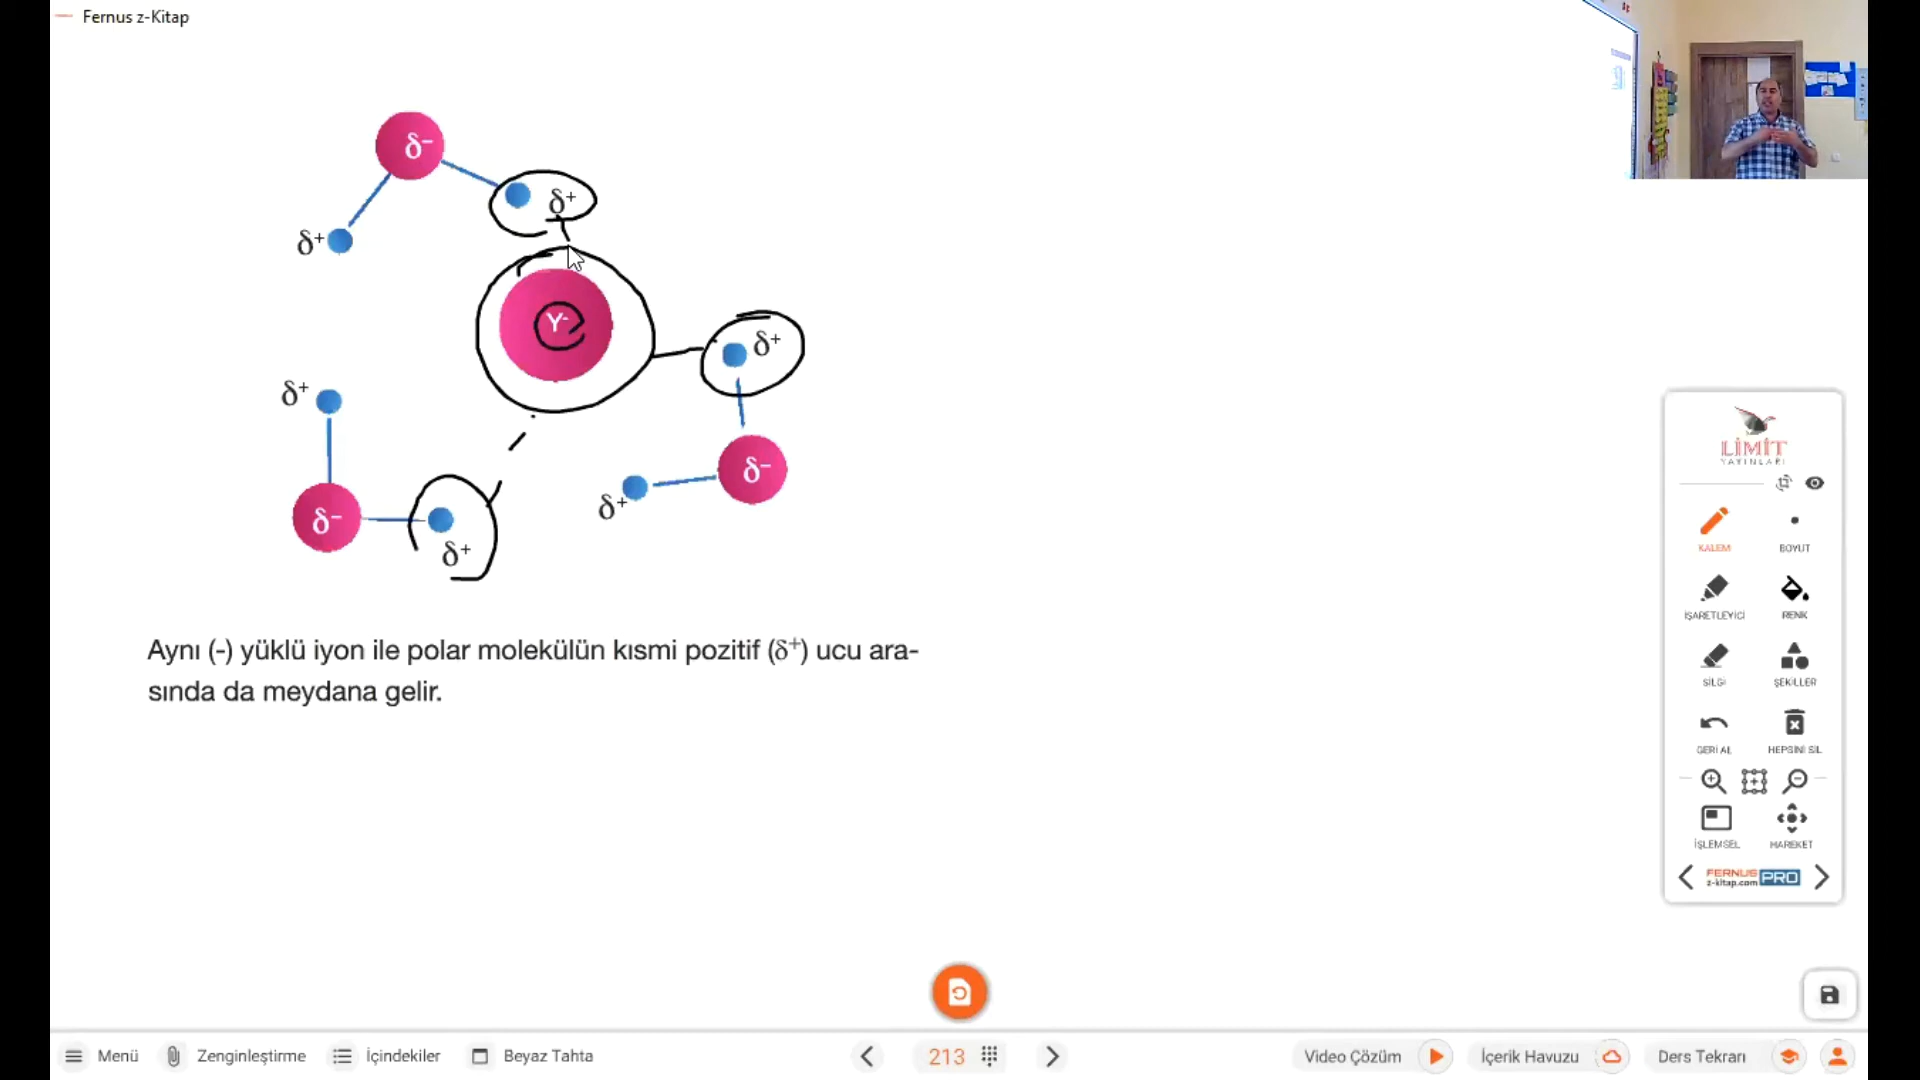 Fernus z-Kitap
δ−
δ+
δ+
Y-
δ+
δ+
δ−
δ+
δ−
δ+
Aynı (-) yüklü iyon ile polar molekülün kısmi pozitif (δ+) ucu ara-
sında da meydana gelir.
LİMİT
YAYINLARI
KALEM
BOYUT
İŞARETLEYİCİ
RENK
SİLGİ
ŞEKİLLER
GERİ AL
HEPSİNİ SİL
İŞLEMSEL
HAREKET
FERNUS
z-kitap.com PRO
Menü
Zenginleştirme
İçindekiler
Beyaz Tahta
213
Video Çözüm
İçerik Havuzu
Ders Tekrarı